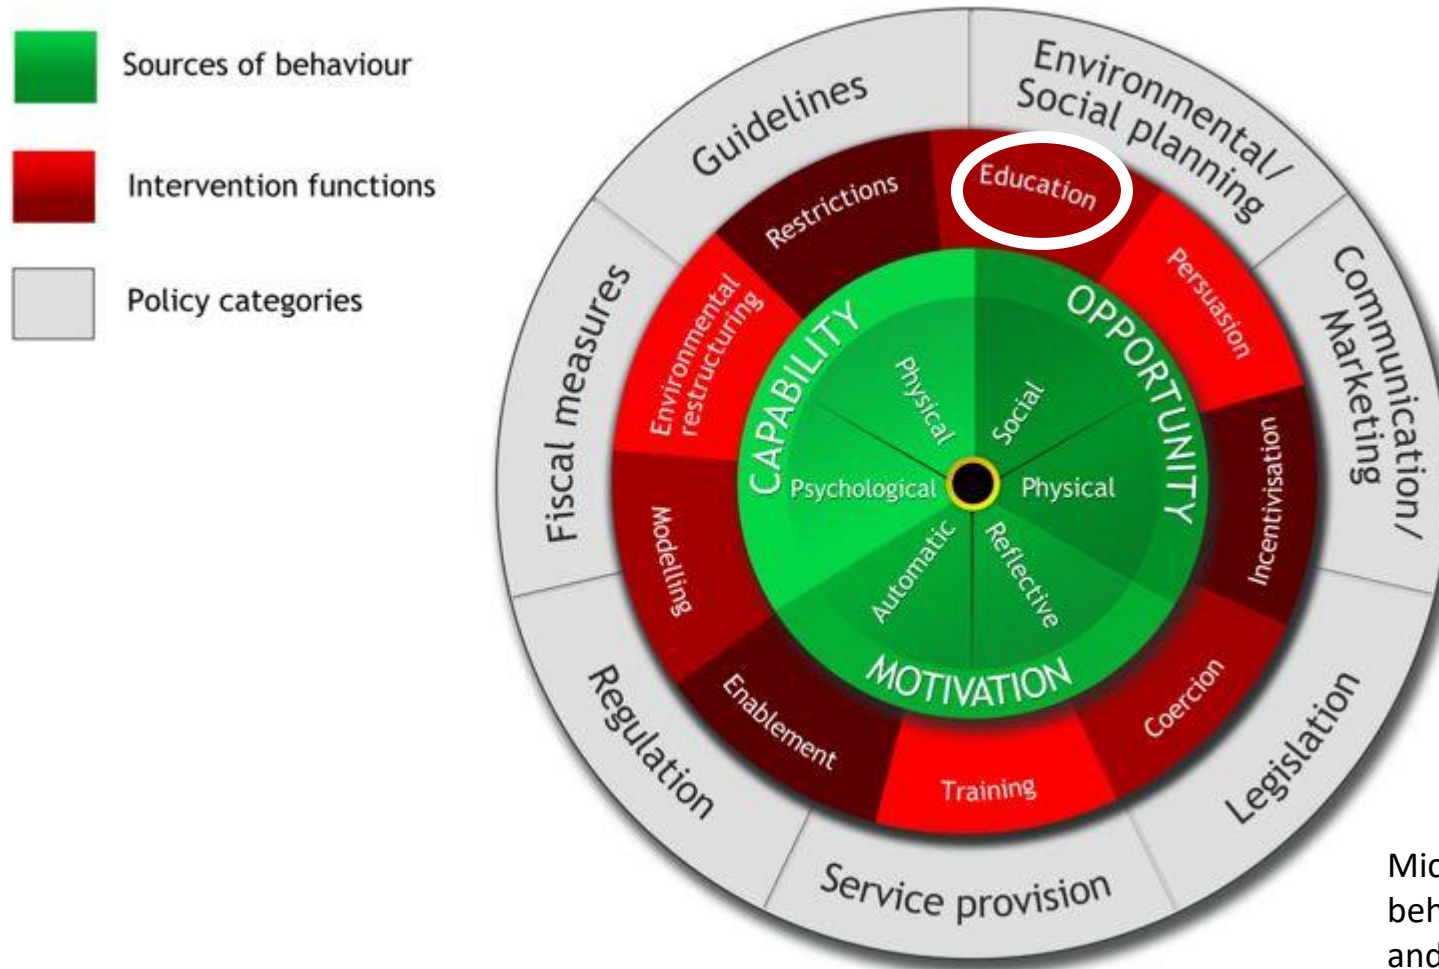 Sources of behaviour
Intervention functions
Policy categories
Guidelines
Environmental/
Social planning
Communication/
Marketing
Legislation
Service provision
Regulation
Fiscal measures
Restrictions
Education
Persuasion
Incentivisation
Coercion
Training
Enablement
Modelling
Environmental
restructuring
CAPABILITY
OPPORTUNITY
MOTIVATION
Physical
Social
Psychological
Physical
Automatic
Reflective
and